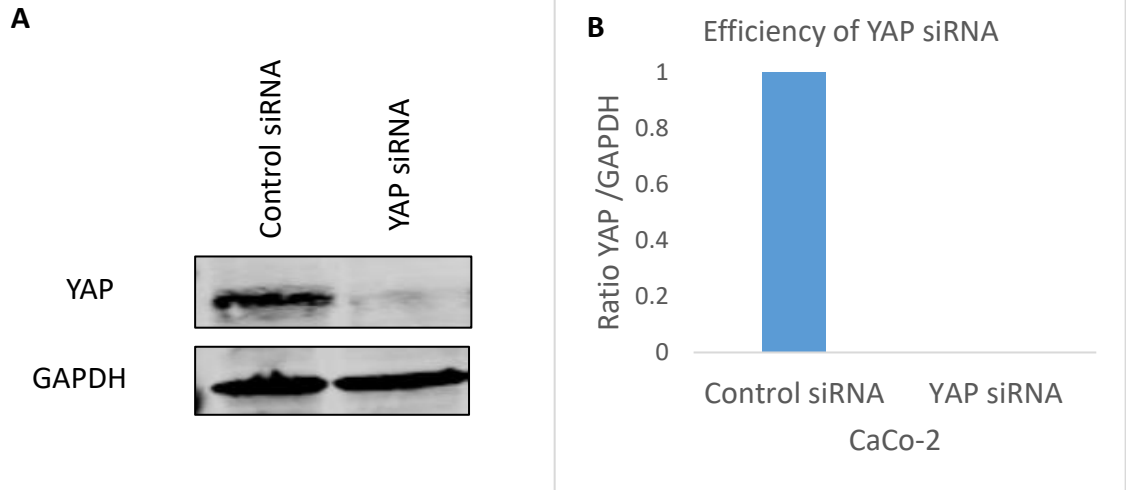 A
Control siRNA
YAP siRNA
YAP
GAPDH
B
Efficiency of YAP siRNA
Ratio YAP /GAPDH
1
0.8
0.6
0.4
0.2
0
Control siRNA YAP siRNA
CaCo-2